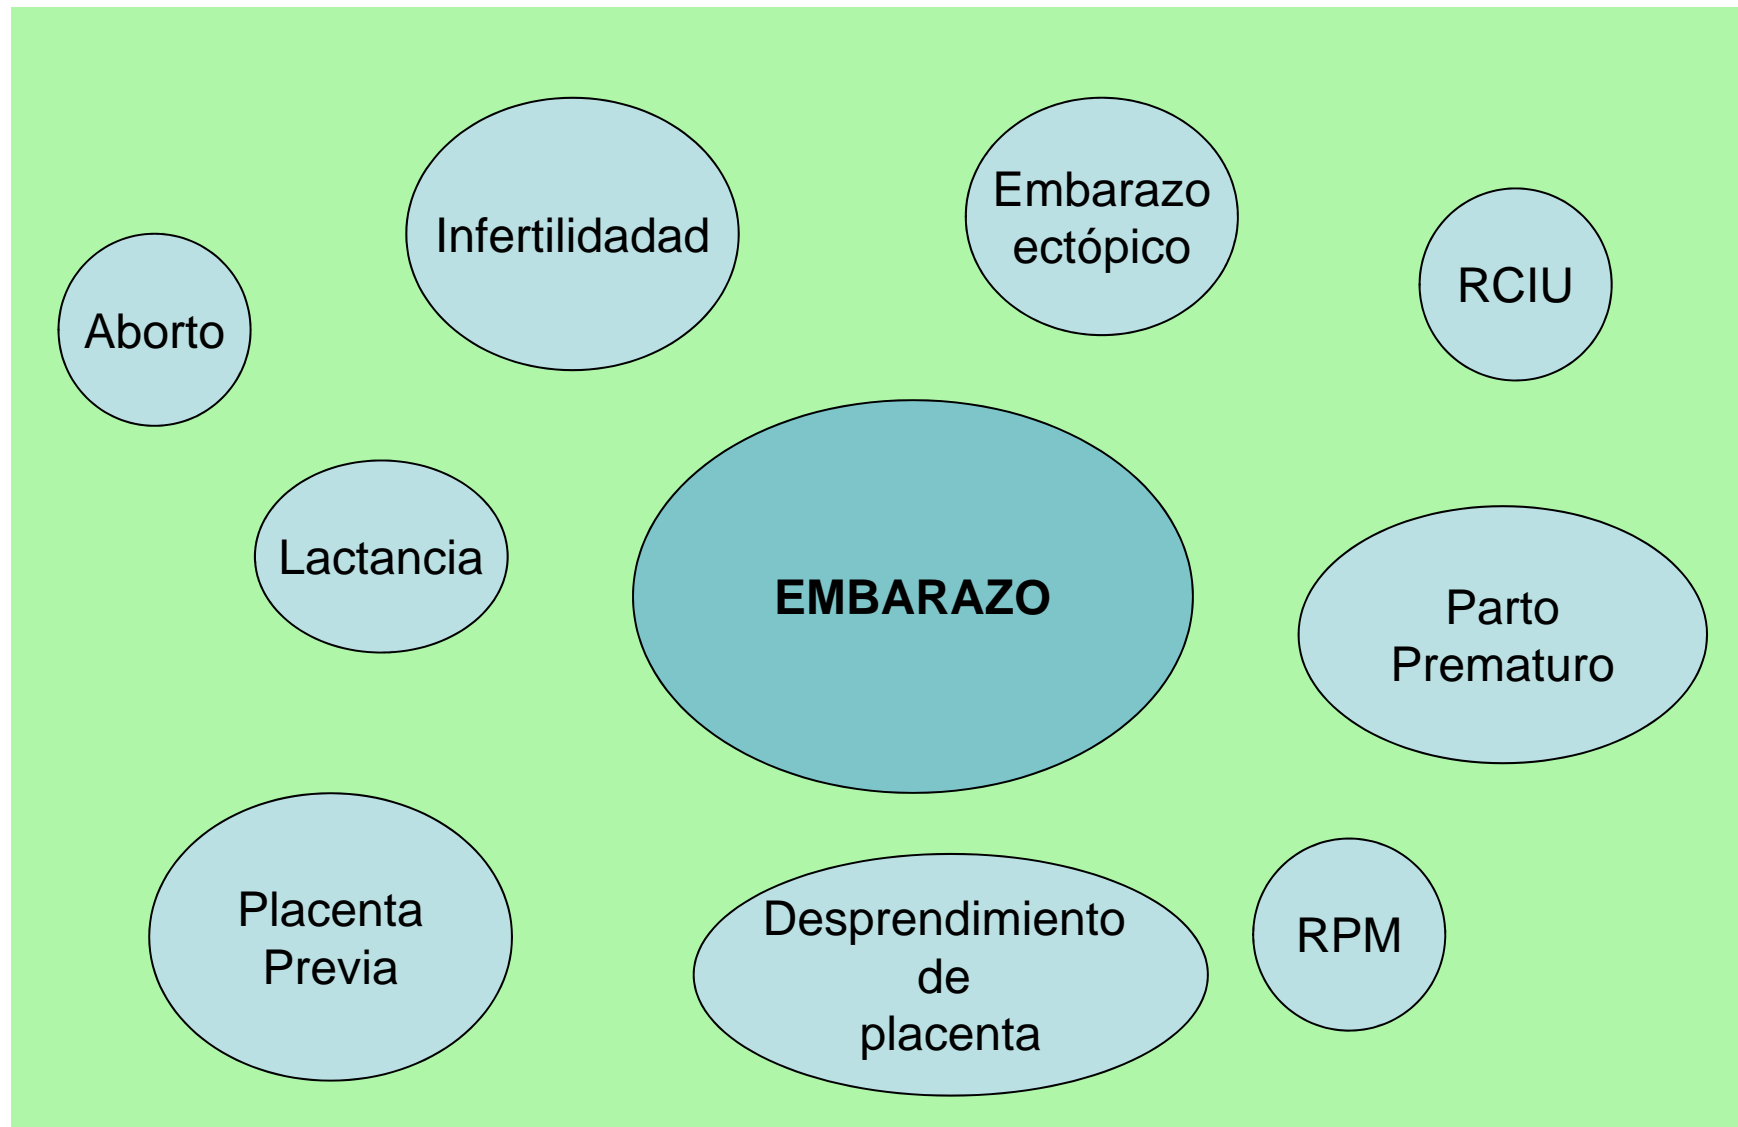 Embarazo
ectópico
Infertilidadad
RCIU
Aborto
Lactancia
EMBARAZO
Parto
Prematuro
Placenta
Previa
Desprendimiento
de
placenta
RPM